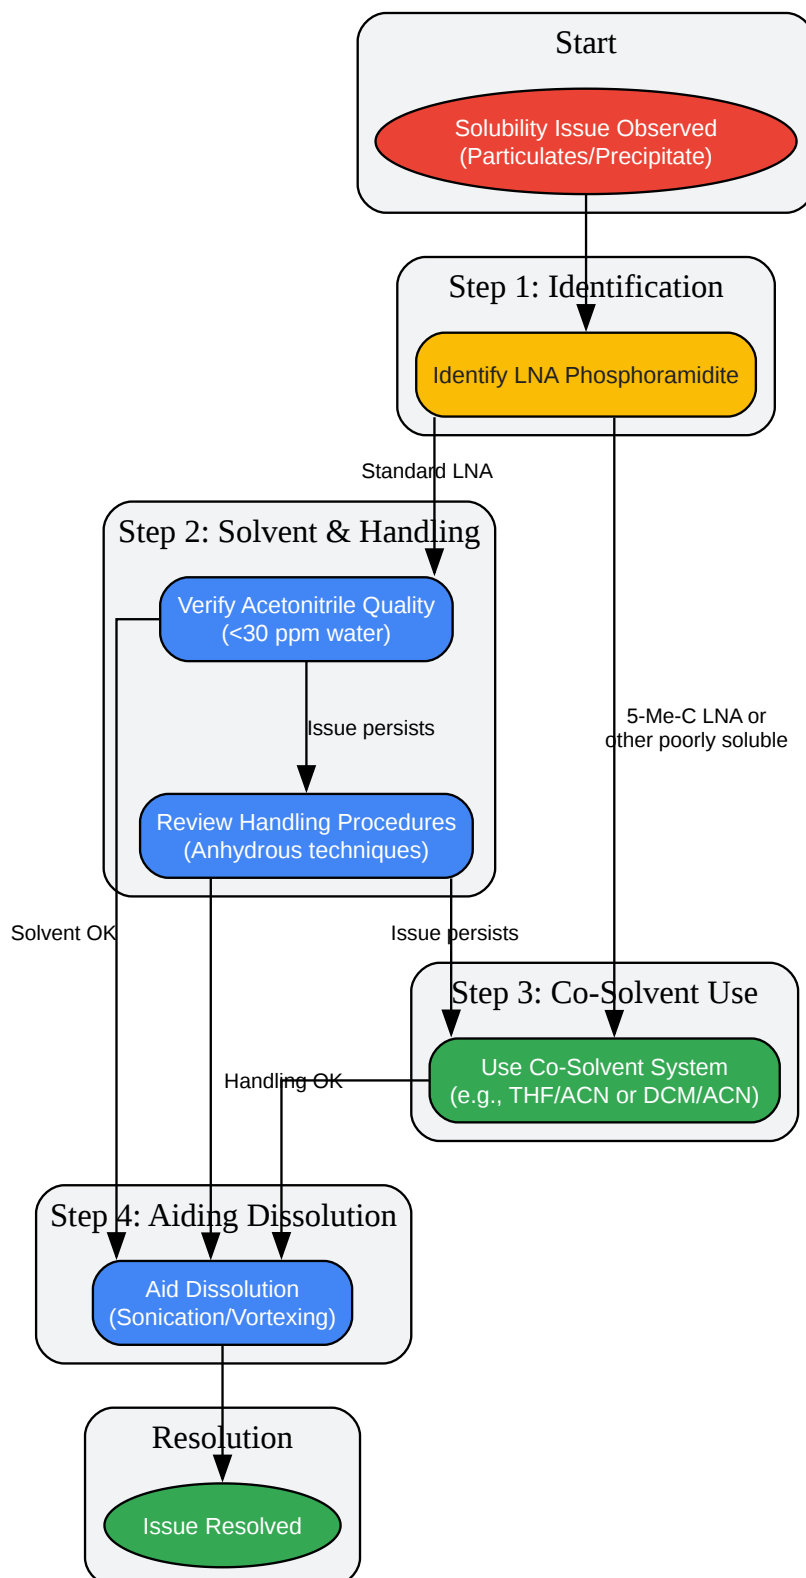 Start
Solubility Issue Observed
(Particulates/Precipitate)
Step 1: Identification
Identify LNA Phosphoramidite
Standard LNA
Step 2: Solvent & Handling
Verify Acetonitrile Quality
(<30 ppm water)
Issue persists
5-Me-C LNA or
other poorly soluble
Review Handling Procedures
(Anhydrous techniques)
Solvent OK
Issue persists
Step 3: Co-Solvent Use
Use Co-Solvent System
(e.g., THF/ACN or DCM/ACN)
Handling OK
Step 4: Aiding Dissolution
Aid Dissolution
(Sonication/Vortexing)
Resolution
Issue Resolved